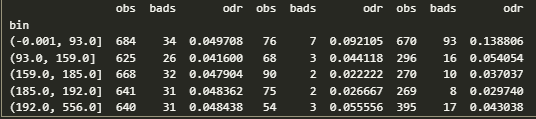 obs bads odr obs bads odr obs bads odr
bin
(-0.001, 93.0] 684 34 0.049708 76 7 0.092105 670 93 0.138806
(93.0, 159.0] 625 26 0.041600 68 3 0.044118 296 16 0.054054
(159.0, 185.0] 668 32 0.047904 90 2 0.022222 270 10 0.037037
(185.0, 192.0] 641 31 0.048362 75 2 0.026667 269 8 0.029740
(192.0, 556.0] 640 31 0.048438 54 3 0.055556 395 17 0.043038